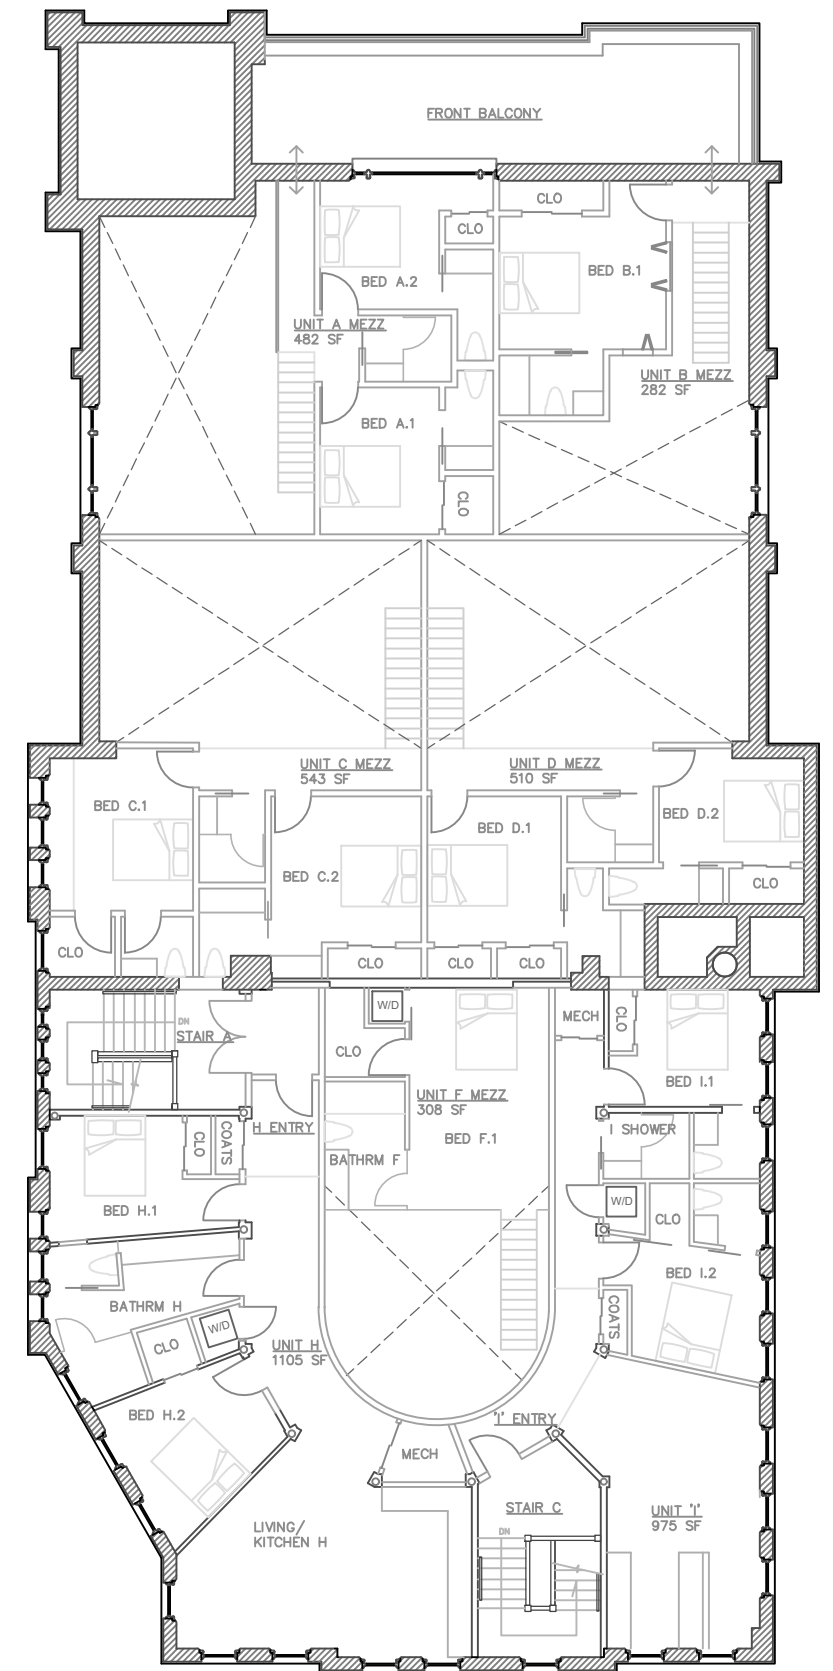 FRONT BALCONY
CLO
CLO
BED A.2
BED B.1
UNIT A MEZZ
482 SF
UNIT B MEZZ
282 SF
BED A.1
CLO
UNIT C MEZZ
543 SF
UNIT D MEZZ
510 SF
BED C.1
BED D.2
BED D.1
BED C.2
CLO
CLO
CLO
CLO
CLO
W/D
MECH
CLO
DN
STAIR A
CLO
BED I.1
UNIT F MEZZ
308 SF
H ENTRY
BED F.1
I SHOWER
CLO
COATS
BATHRM F
BED H.1
W/D
CLO
BED I.2
BATHRM H
COATS
W/D
CLO
UNIT H
1105 SF
BED H.2
'I' ENTRY
MECH
STAIR C
UNIT 'I'
975 SF
LIVING/
KITCHEN H
DN